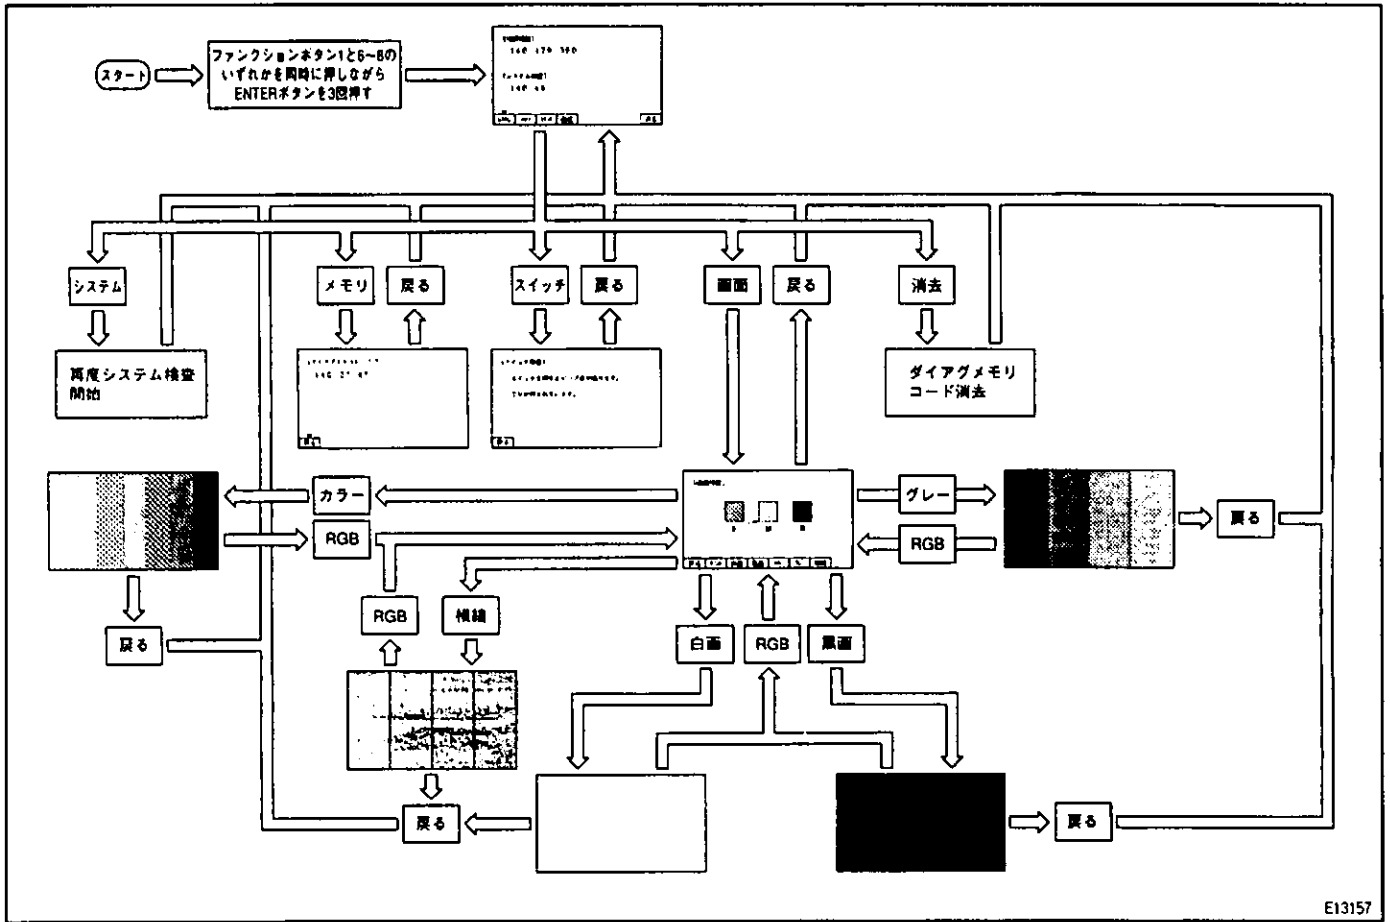 スタート
ファンクションボタン1と6〜8の
いずれかを同時に押しながら
ENTERボタンを3回押す
システム
メモリ
戻る
スイッチ
戻る
画面
戻る
消去
再度システム検査
開始
ダイアグメモリ
コード消去
カラー
RGB
グレー
RGB
戻る
戻る
RGB
横縞
白画
RGB
黒画
戻る
戻る
E13157